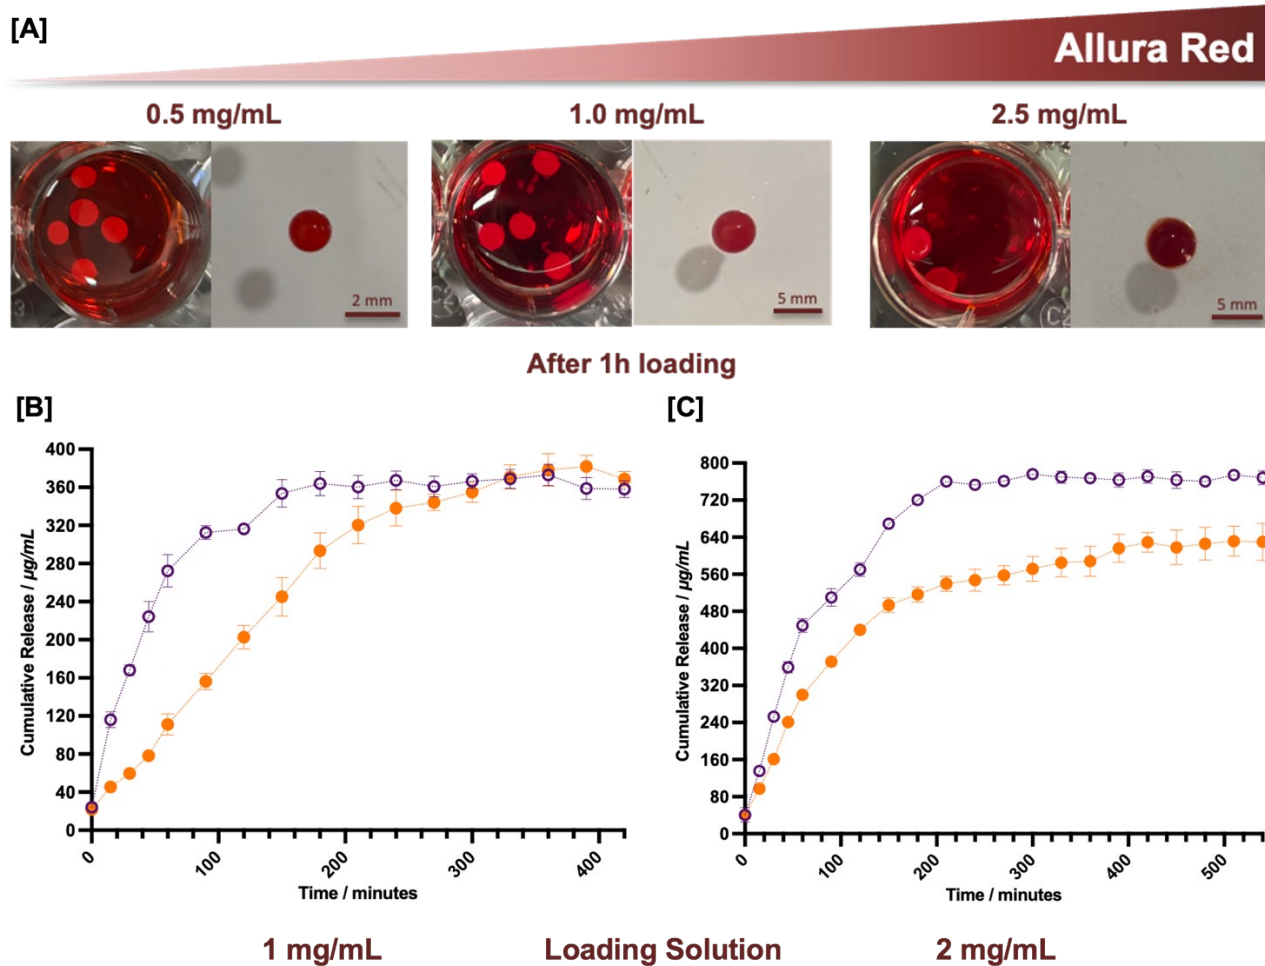 [A]
Allura Red
0.5 mg/mL
1.0 mg/mL
2.5 mg/mL
2 mm
5 mm
5 mm
After 1h loading
[B]
[C]
Cumulative Release / µg/mL
400
360
320
280
240
200
160
120
80
40
0
0
100
200
300
400
Time / minutes
Cumulative Release / µg/mL
800
720
640
560
480
400
320
240
160
80
0
0
100
200
300
400
500
Time / minutes
1 mg/mL
Loading Solution
2 mg/mL